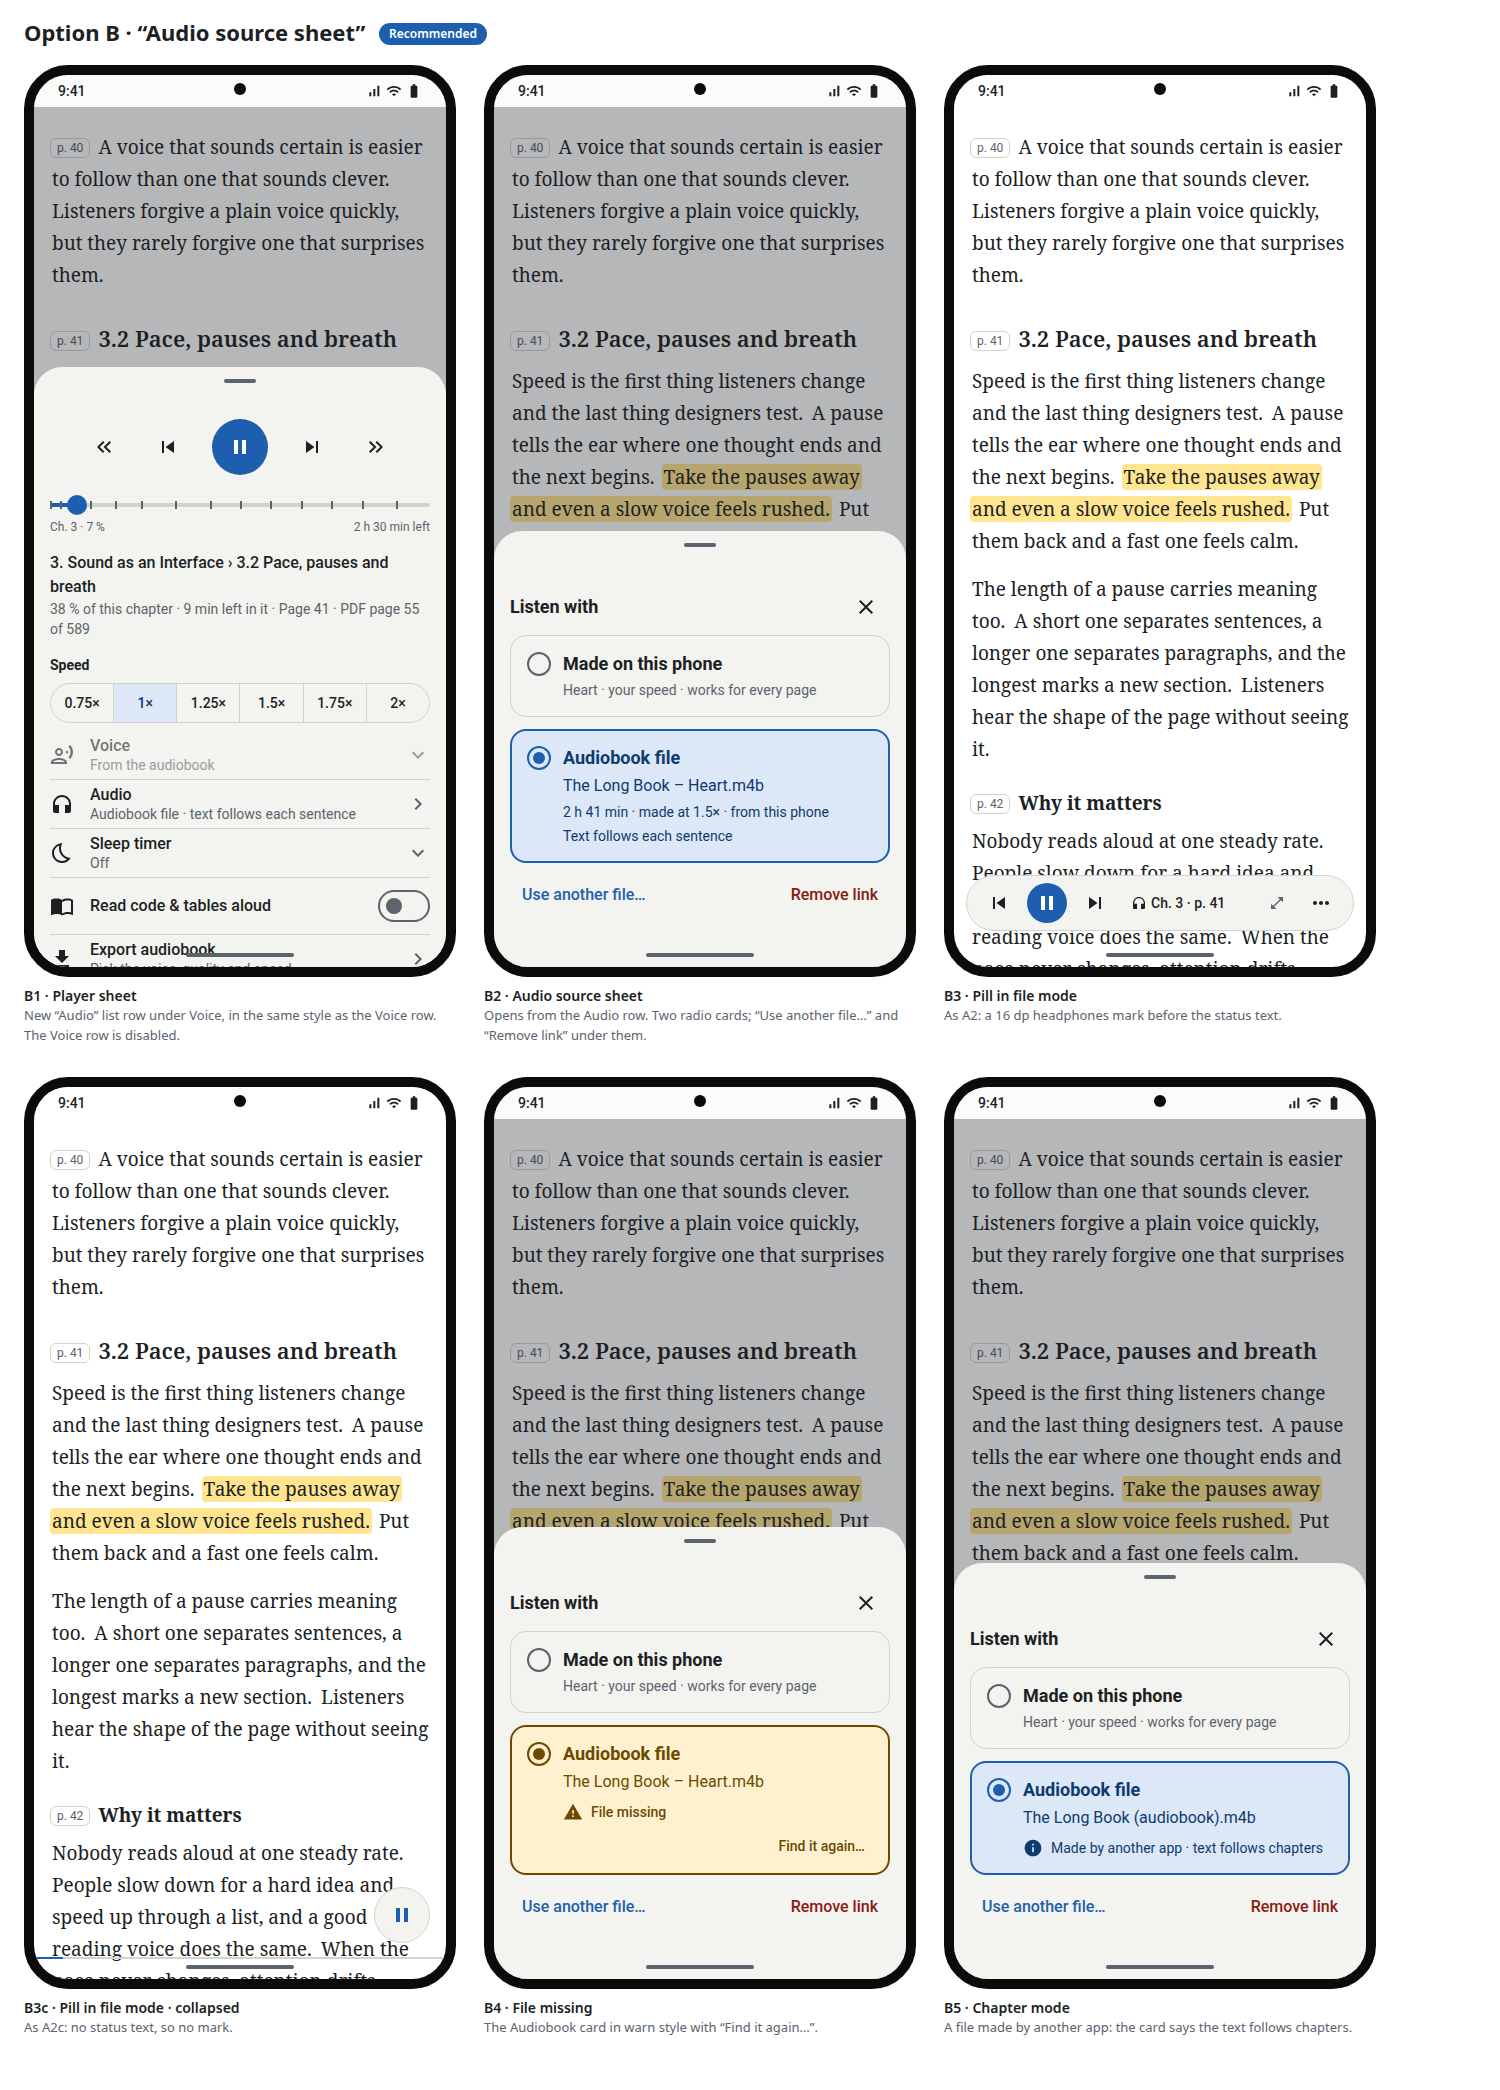 Option B · “Audio source sheet” Recommended
9:41
p. 40 A voice that sounds certain is easier
to follow than one that sounds clever.
Listeners forgive a plain voice quickly,
but they rarely forgive one that surprises
them.
p. 41 3.2 Pace, pauses and breath
Ch. 3 · 7 %
2 h 30 min left
3. Sound as an Interface › 3.2 Pace, pauses and
breath
38 % of this chapter · 9 min left in it · Page 41 · PDF page 55
of 589
Speed
0.75× 1× 1.25× 1.5× 1.75× 2×
Voice
From the audiobook
Audio
Audiobook file · text follows each sentence
Sleep timer
Off
Read code & tables aloud
Export audiobook
B1 · Player sheet
New “Audio” list row under Voice, in the same style as the Voice row.
The Voice row is disabled.
9:41
p. 40 A voice that sounds certain is easier
to follow than one that sounds clever.
Listeners forgive a plain voice quickly,
but they rarely forgive one that surprises
them.
p. 41 3.2 Pace, pauses and breath
Speed is the first thing listeners change
and the last thing designers test. A pause
tells the ear where one thought ends and
the next begins. Take the pauses away
and even a slow voice feels rushed. Put
Listen with
Made on this phone
Heart · your speed · works for every page
Audiobook file
The Long Book – Heart.m4b
2 h 41 min · made at 1.5× · from this phone
Text follows each sentence
Use another file…
Remove link
B2 · Audio source sheet
Opens from the Audio row. Two radio cards; “Use another file…” and
“Remove link” under them.
9:41
p. 40 A voice that sounds certain is easier
to follow than one that sounds clever.
Listeners forgive a plain voice quickly,
but they rarely forgive one that surprises
them.
p. 41 3.2 Pace, pauses and breath
Speed is the first thing listeners change
and the last thing designers test. A pause
tells the ear where one thought ends and
the next begins. Take the pauses away
and even a slow voice feels rushed. Put
them back and a fast one feels calm.
The length of a pause carries meaning
too. A short one separates sentences, a
longer one separates paragraphs, and the
longest marks a new section. Listeners
hear the shape of the page without seeing
it.
p. 42 Why it matters
Nobody reads aloud at one steady rate.
People slow down for a hard idea and
Ch. 3 · p. 41
reading voice does the same. When the
pace never changes, attention drifts
B3 · Pill in file mode
As A2: a 16 dp headphones mark before the status text.
9:41
p. 40 A voice that sounds certain is easier
to follow than one that sounds clever.
Listeners forgive a plain voice quickly,
but they rarely forgive one that surprises
them.
p. 41 3.2 Pace, pauses and breath
Speed is the first thing listeners change
and the last thing designers test. A pause
tells the ear where one thought ends and
the next begins. Take the pauses away
and even a slow voice feels rushed. Put
them back and a fast one feels calm.
The length of a pause carries meaning
too. A short one separates sentences, a
longer one separates paragraphs, and the
longest marks a new section. Listeners
hear the shape of the page without seeing
it.
p. 42 Why it matters
Nobody reads aloud at one steady rate.
People slow down for a hard idea and
speed up through a list, and a good
reading voice does the same. When the
pace never changes, attention drifts
B3c · Pill in file mode · collapsed
As A2c: no status text, so no mark.
9:41
p. 40 A voice that sounds certain is easier
to follow than one that sounds clever.
Listeners forgive a plain voice quickly,
but they rarely forgive one that surprises
them.
p. 41 3.2 Pace, pauses and breath
Speed is the first thing listeners change
and the last thing designers test. A pause
tells the ear where one thought ends and
the next begins. Take the pauses away
and even a slow voice feels rushed. Put
Listen with
Made on this phone
Heart · your speed · works for every page
Audiobook file
The Long Book – Heart.m4b
File missing
Find it again…
Use another file…
Remove link
B4 · File missing
The Audiobook card in warn style with “Find it again…”.
9:41
p. 40 A voice that sounds certain is easier
to follow than one that sounds clever.
Listeners forgive a plain voice quickly,
but they rarely forgive one that surprises
them.
p. 41 3.2 Pace, pauses and breath
Speed is the first thing listeners change
and the last thing designers test. A pause
tells the ear where one thought ends and
the next begins. Take the pauses away
and even a slow voice feels rushed. Put
them back and a fast one feels calm.
Listen with
Made on this phone
Heart · your speed · works for every page
Audiobook file
The Long Book (audiobook).m4b
Made by another app · text follows chapters
Use another file…
Remove link
B5 · Chapter mode
A file made by another app: the card says the text follows chapters.